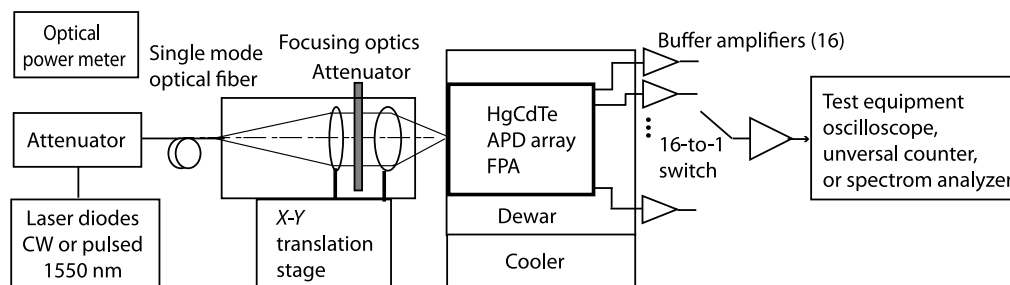 Optical
power meter
Single mode
optical fiber
Focusing optics
Attenuator
Buffer amplifiers (16)
Attenuator
HgCdTe
APD array
FPA
16-to-1
switch
Test equipment
oscilloscope,
unversal counter,
or spectrom analyzer
Laser diodes
CW or pulsed
1550 nm
X-Y
translation
stage
Dewar
Cooler